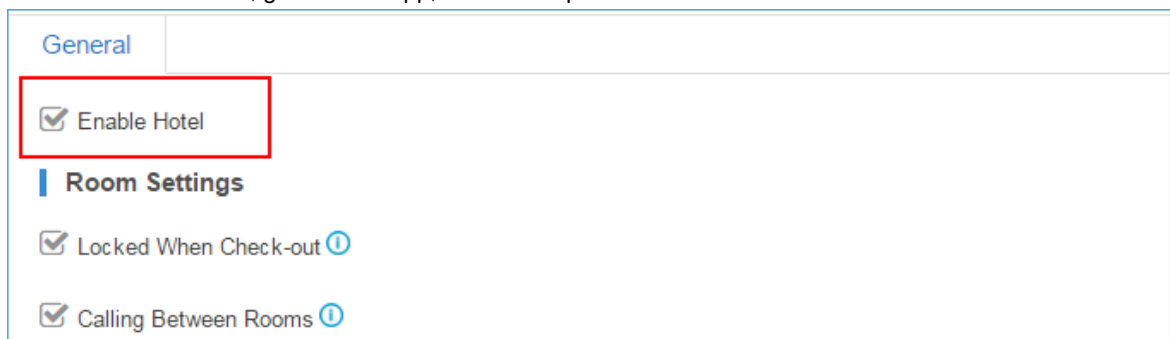 General
Enable Hotel
Room Settings
Locked When Check-out
Calling Between Rooms